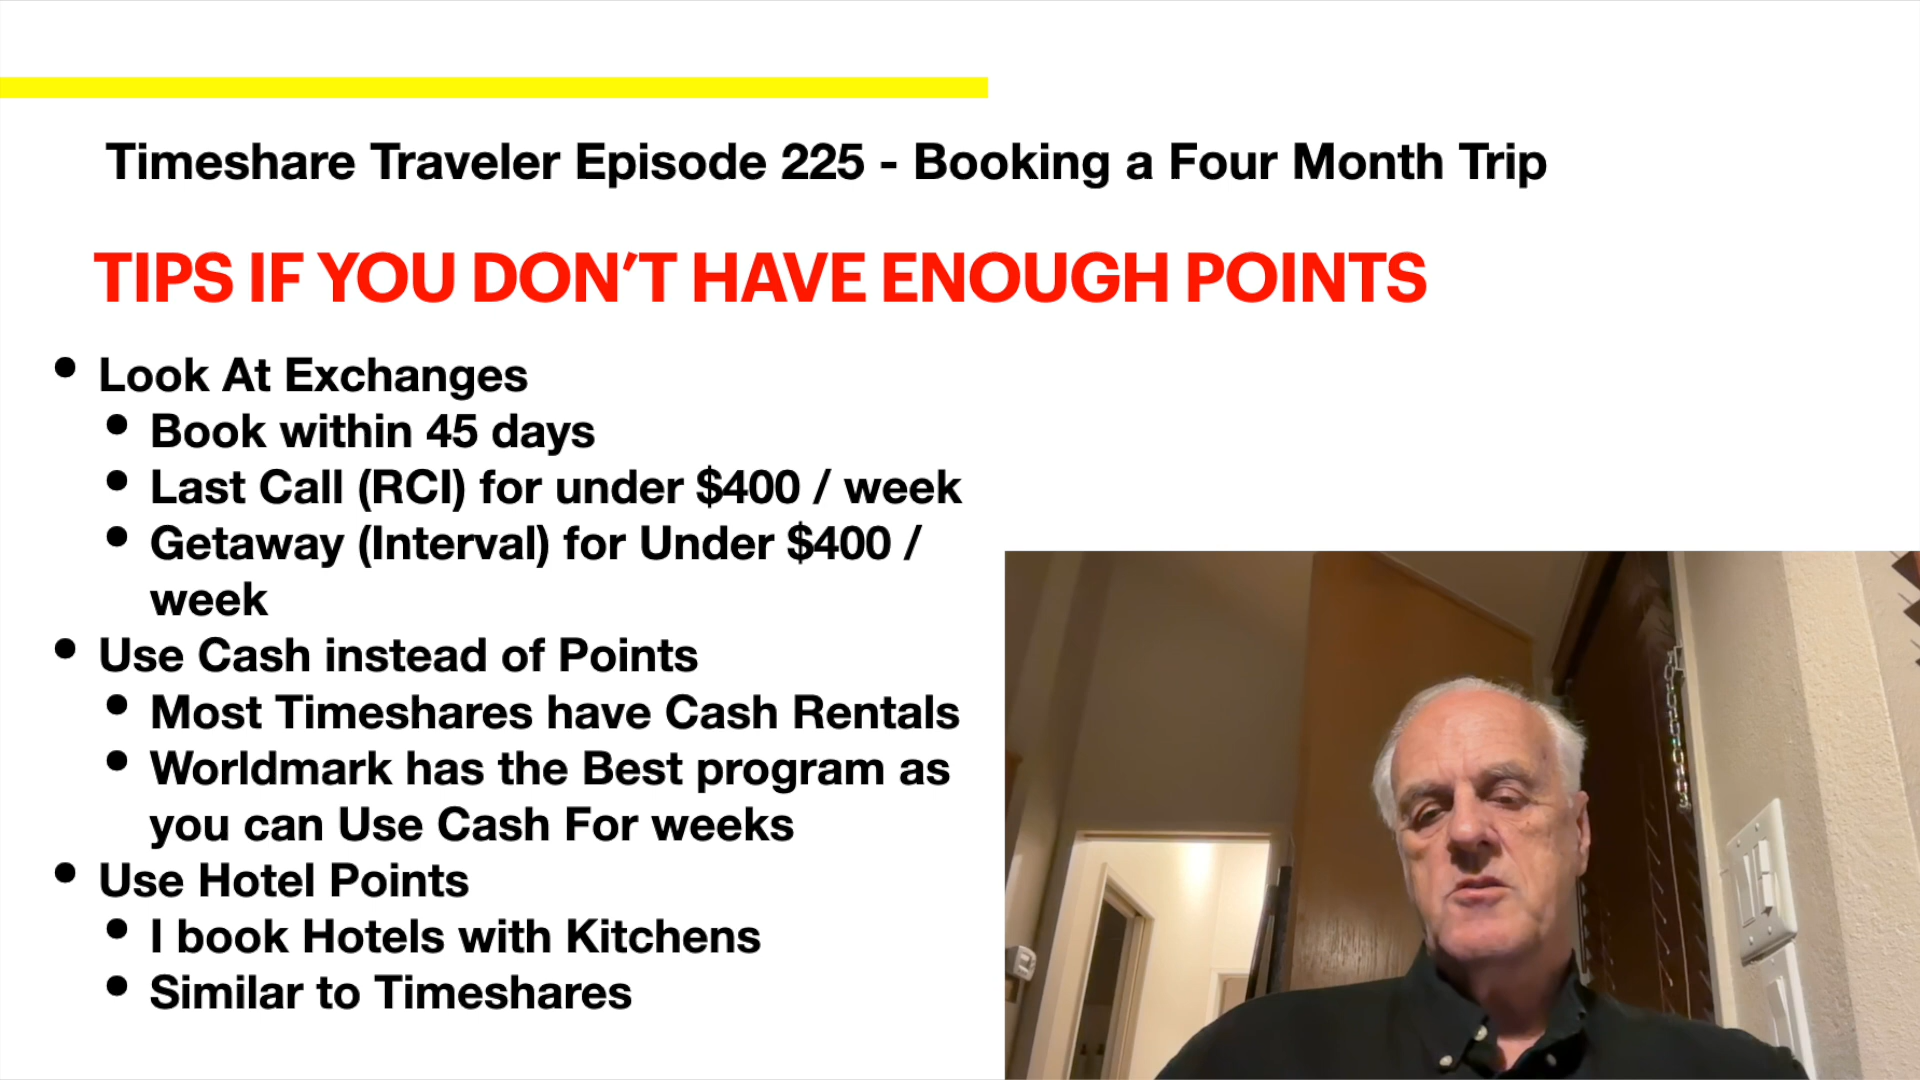 Timeshare Traveler Episode 225 - Booking a Four Month Trip
TIPS IF YOU DON’T HAVE ENOUGH POINTS
• Look At Exchanges
• Book within 45 days
• Last Call (RCI) for under $400 / week
• Getaway (Interval) for Under $400 /
week
• Use Cash instead of Points
• Most Timeshares have Cash Rentals
• Worldmark has the Best program as
you can Use Cash For weeks
• Use Hotel Points
• I book Hotels with Kitchens
• Similar to Timeshares